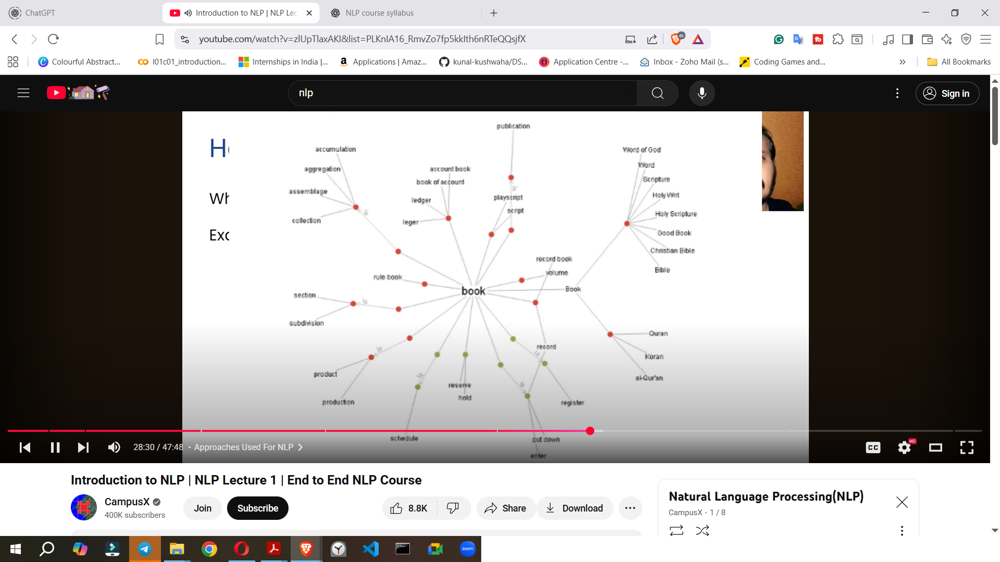 ChatGPT
Introduction to NLP | NLP Lec
NLP course syllabus
youtube.com/watch?v=zlUpTlaxAKI&list=PLKnIA16_RmvZo7fp5kkIth6nRTeQQsjfX
46
Colourful Abstract...
l01c01_introduction...
Internships in India |...
Applications | Amaz...
kunal-kushwaha/DS...
Application Centre -...
Inbox - Zoho Mail (s...
Coding Games and...
All Bookmarks
nlp
Sign in
publication
accumulation
Word of God
aggregation
account book
Word
book of account
Scripture
assemblage
ledger
playscript
Holy Writ
collection
leger
script
Holy Scripture
Good Book
Christian Bible
record book
Bible
rule book
volume
book
Book
section
is
subdivision
Quran
record
Koran
al-Qur'an
product
reserve
hold
production
register
schedule
put down
enter
Wh
Exc
28:30 / 47:48 • Approaches Used For NLP
CC
HD
Introduction to NLP | NLP Lecture 1 | End to End NLP Course
CampusX
400K subscribers
Join
Subscribe
8.8K
Share
Download
Natural Language Processing(NLP)
CampusX - 1 / 8
zoom